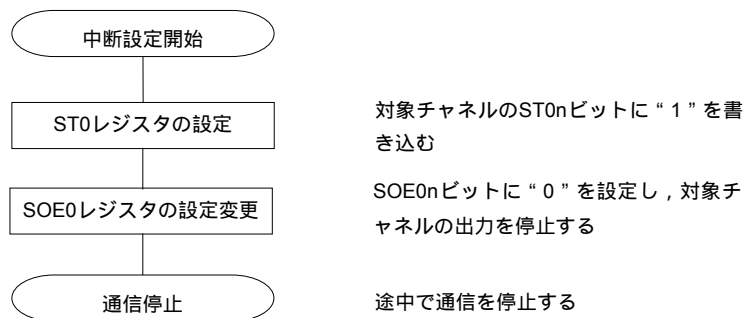 中断設定開始
ST0レジスタの設定
対象チャネルのST0nビットに“1”を書
き込む
SOE0レジスタの設定変更
SOE0nビットに“0”を設定し，対象チ
ャネルの出力を停止する
通信停止
途中で通信を停止する